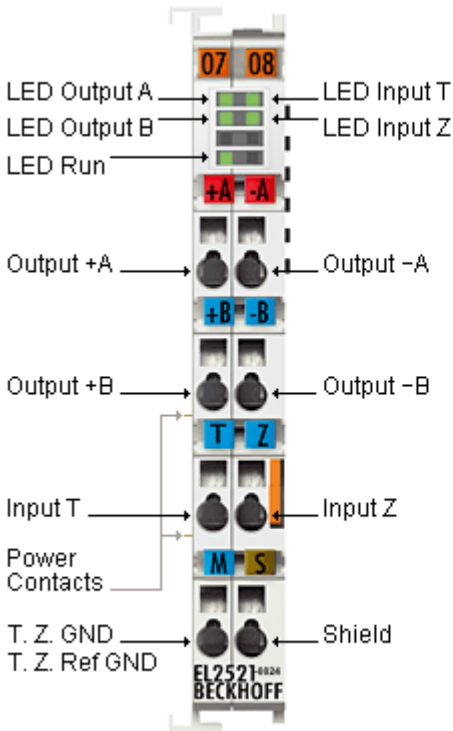 07 08
LED Output A
LED Input T
LED Output B
LED Input Z
LED Run
+A -A
Output +A
Output −A
+B -B
Output +B
Output −B
T Z
Input T
Input Z
Power
Contacts
M S
T. Z. GND
Shield
T. Z. Ref GND
EL2521-0024
BECKHOFF